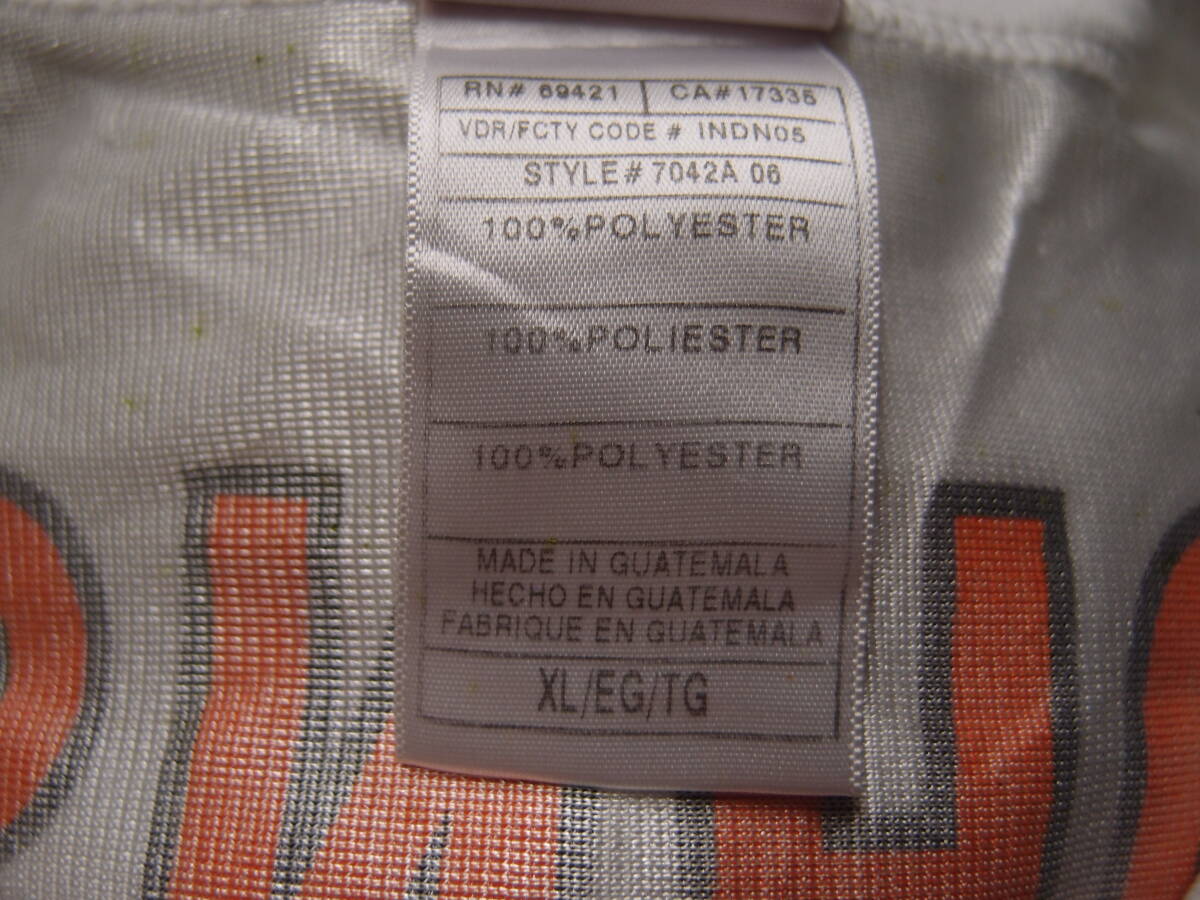 RN# 69421 | CA#17335
VDR/FCTY CODE # INDN05
STYLE# 7042A 06
100%POLYESTER
100%POLIESTER
100%POLYESTER
MADE IN GUATEMALA
HECHO EN GUATEMALA
FABRIQUE EN GUATEMALA
XL/EG/TG